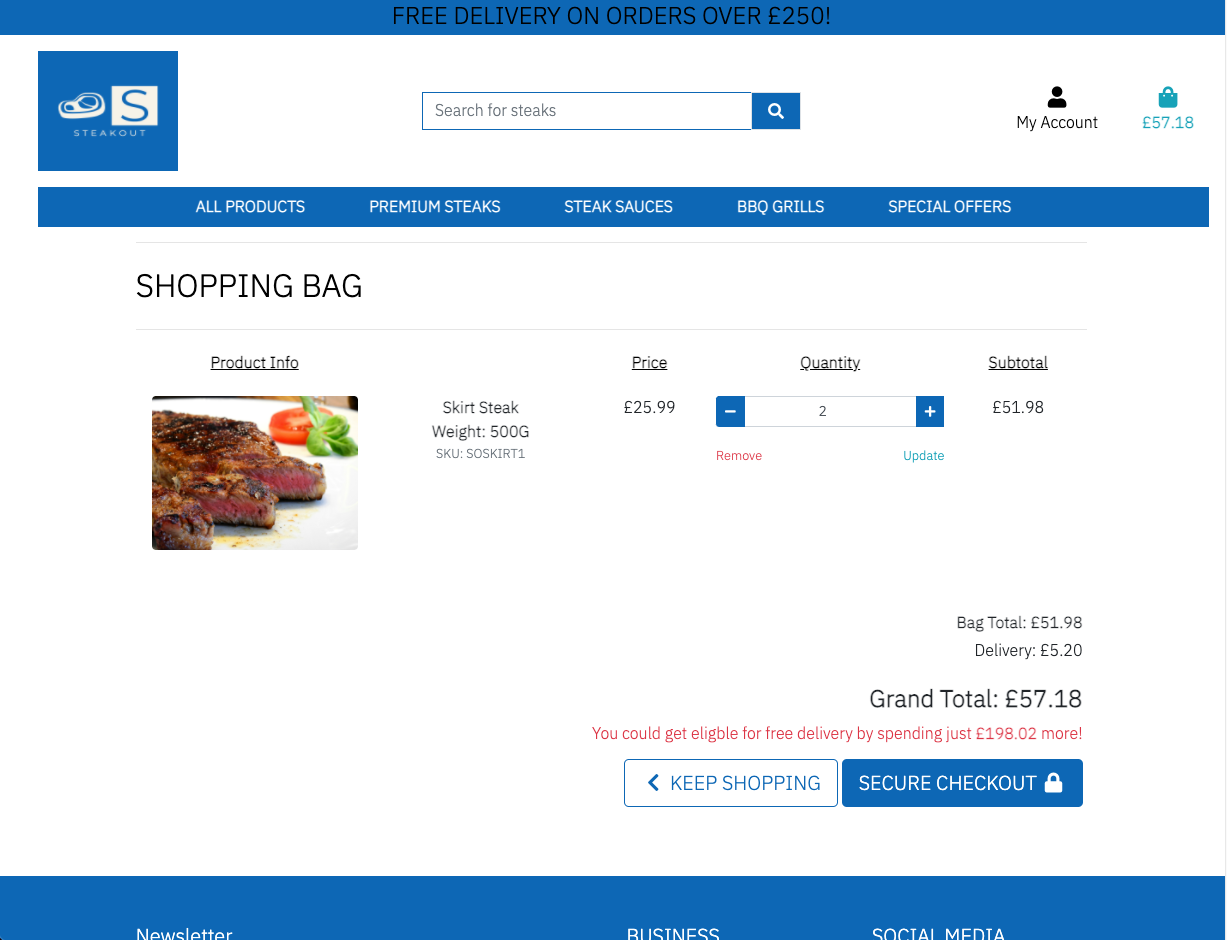 FREE DELIVERY ON ORDERS OVER £250!
S
STEAKOUT
Search for steaks
My Account
£57.18
ALL PRODUCTS PREMIUM STEAKS STEAK SAUCES BBQ GRILLS SPECIAL OFFERS
SHOPPING BAG
Product Info Price Quantity Subtotal
Skirt Steak £25.99 2 £51.98
Weight: 500G
SKU: SOSKIRT1
Remove Update
Bag Total: £51.98
Delivery: £5.20
Grand Total: £57.18
You could get eligble for free delivery by spending just £198.02 more!
KEEP SHOPPING SECURE CHECKOUT
Newsletter BUSINESS SOCIAL MEDIA